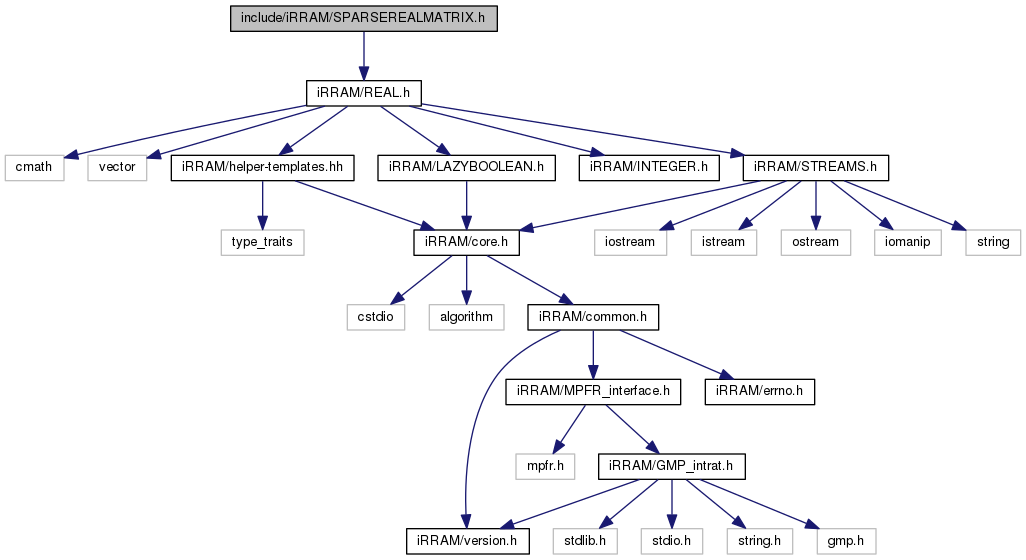 include/iRRAM/SPARSEREALMATRIX.h
iRRAM/REAL.h
cmath
vector
iRRAM/helper-templates.hh
iRRAM/LAZYBOOLEAN.h
iRRAM/INTEGER.h
iRRAM/STREAMS.h
type_traits
iRRAM/core.h
iostream
istream
ostream
iomanip
string
cstdio
algorithm
iRRAM/common.h
iRRAM/MPFR_interface.h
iRRAM/errno.h
mpfr.h
iRRAM/GMP_intrat.h
iRRAM/version.h
stdlib.h
stdio.h
string.h
gmp.h